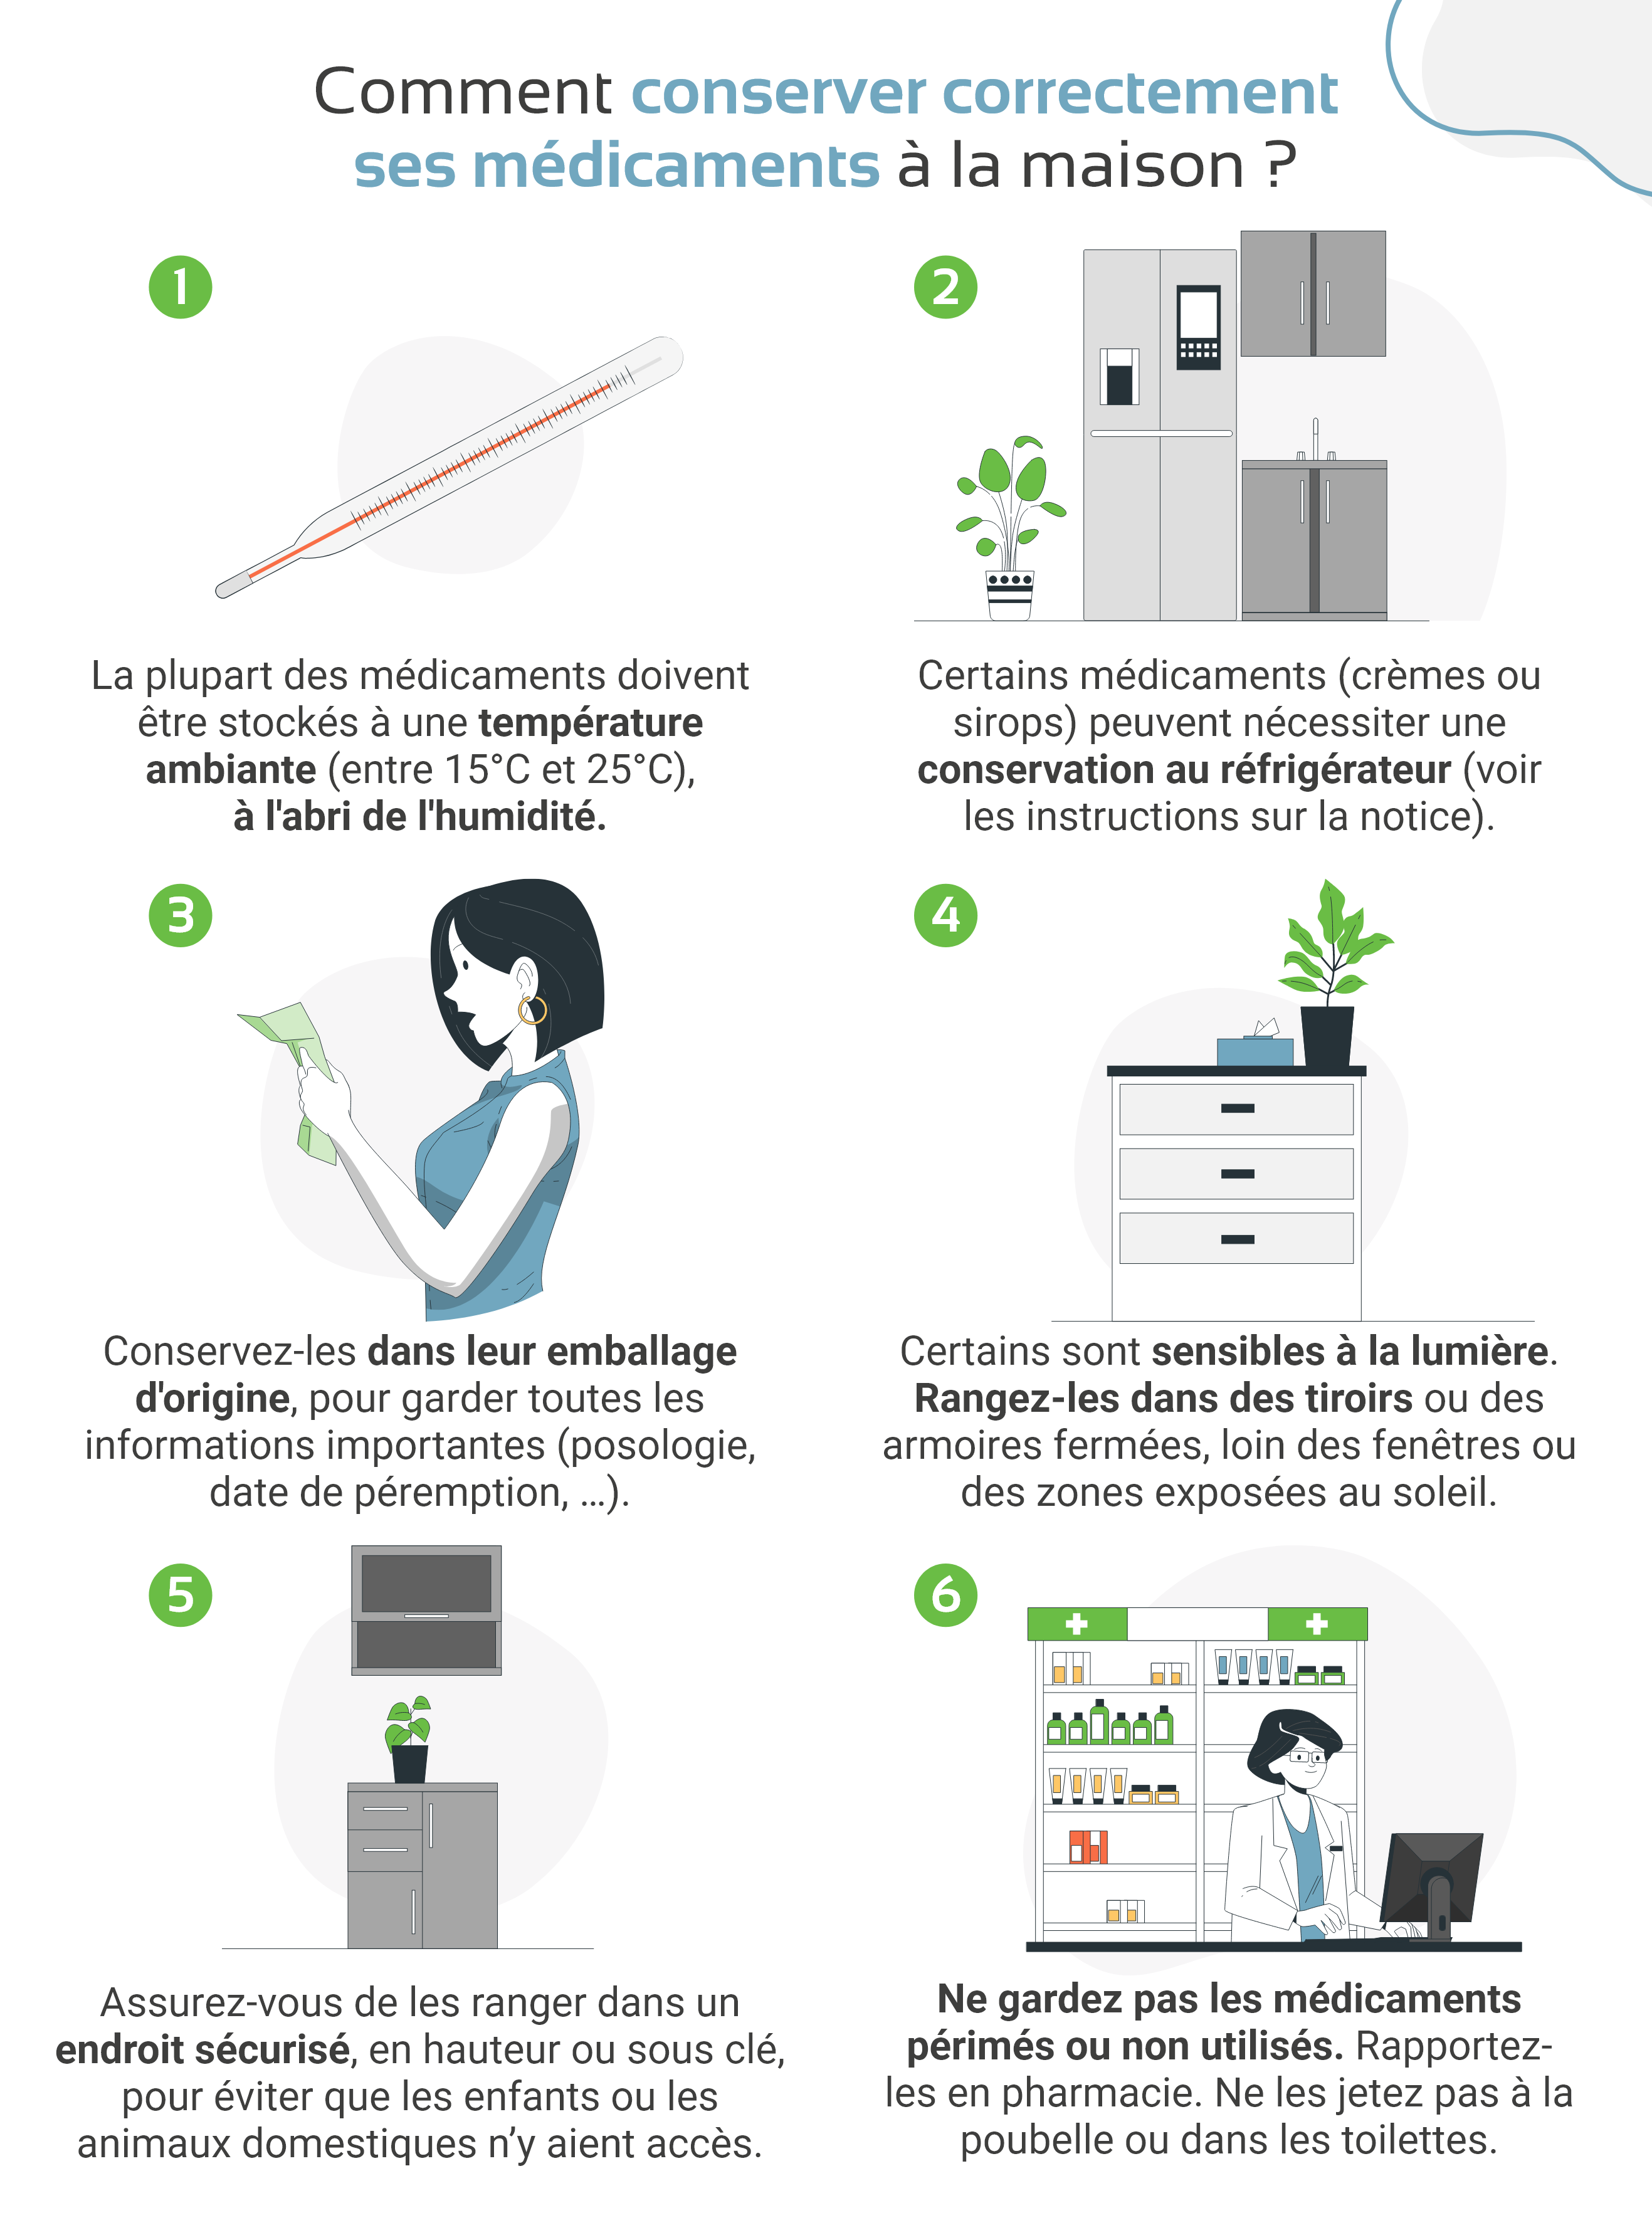 Comment conserver correctement
ses médicaments à la maison ?
1
La plupart des médicaments doivent
être stockés à une température
ambiante (entre 15°C et 25°C),
à l'abri de l'humidité.
2
Certains médicaments (crèmes ou
sirops) peuvent nécessiter une
conservation au réfrigérateur (voir
les instructions sur la notice).
3
Conservez-les dans leur emballage
d'origine, pour garder toutes les
informations importantes (posologie,
date de péremption, ...).
4
Certains sont sensibles à la lumière.
Rangez-les dans des tiroirs ou des
armoires fermées, loin des fenêtres ou
des zones exposées au soleil.
5
Assurez-vous de les ranger dans un
endroit sécurisé, en hauteur ou sous clé,
pour éviter que les enfants ou les
animaux domestiques n’y aient accès.
6
Ne gardez pas les médicaments
périmés ou non utilisés. Rapportez-
les en pharmacie. Ne les jetez pas à la
poubelle ou dans les toilettes.